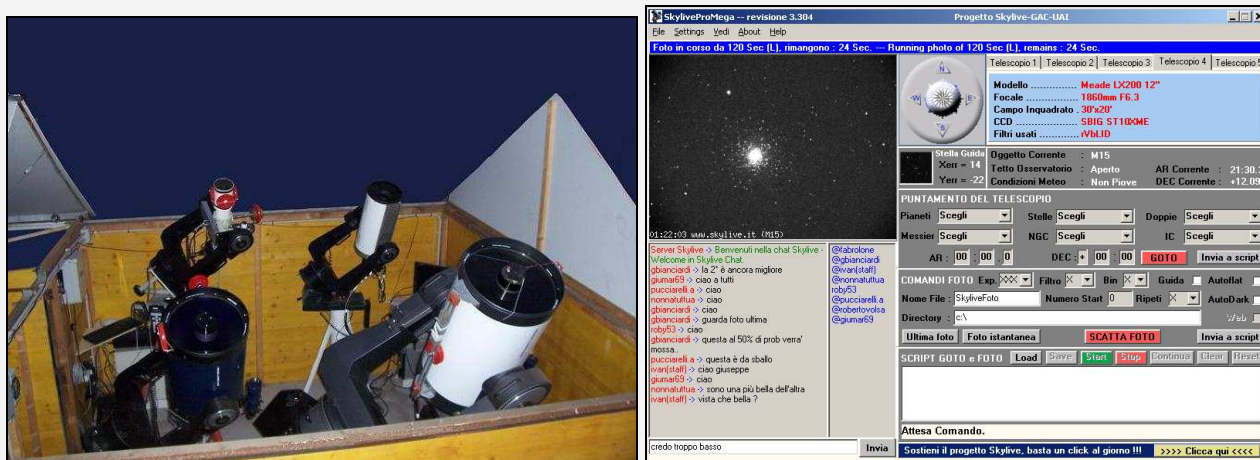 SkyliveProMega -- revisione 3.304 Progetto Skylive-GAC-UAI
File Settings Vedi About Help
Foto in corso da 120 Sec (L), rimangono : 24 Sec. --- Running photo of 120 Sec (L), remains : 24 Sec.
01:22:03 www.skylive.it (M15)
Server Skylive -> Benvenuti nella chat Skylive -
Welcome in Skylive Chat.
gbianciardi -> la 2° è ancora migliore
giumar69 -> ciao a tutti
pucciarelli.a -> ciao
nonnatuttua -> ciao
gbianciardi -> ciao
gbianciardi -> guarda foto ultima
roby53 -> ciao
gbianciardi -> questa al 50% di prob verra'
mossa..
pucciarelli.a -> questa è da sballo
ivan(staff) -> ciao giuseppe
giumar69 -> ciao
nonnatuttua -> sono una più bella dell'altra
ivan(staff) -> vista che bella ?
@fabrolone
@gbianciardi
@ivan(staff)
@nonnatuttua
roby53
@pucciarelli.a
@robertovolsa
@giumar69
credo troppo basso Invia
N
W E
S
Telescopio 1 Telescopio 2 Telescopio 3 Telescopio 4 Telescopio 5
Modello ............... Meade LX200 12"
Focale ................ 1860mm F6.3
Campo Inquadrato . 30'x20'
CCD .................... SBIG ST10XME
Filtri usati ............ rVbLID
Stella Guida
Xerr = 14
Yerr = -22
Oggetto Corrente : M15
Tetto Osservatorio : Aperto AR Corrente : 21:30.
Condizioni Meteo : Non Piove DEC Corrente : +12.09
PUNTAMENTO DEL TELESCOPIO
Pianeti Scegli Stelle Scegli Doppie Scegli
Messier Scegli NGC Scegli IC Scegli
AR : 00 : 00 . 0 DEC : + 00 : 00 GOTO Invia a script
COMANDI FOTO Exp. XXX Filtro X Bin X Guida Autoflat
Nome File : SkyliveFoto Numero Start 0 Ripeti X AutoDark
Directory : c:\ Web
Ultima foto Foto istantanea SCATTA FOTO Invia a script
SCRIPT GOTO e FOTO Load Save Start Stop Continua Clear Reset
Attesa Comando.
Sostieni il progetto Skylive, basta un click al giorno !!! >>>> Clicca qui <<<<